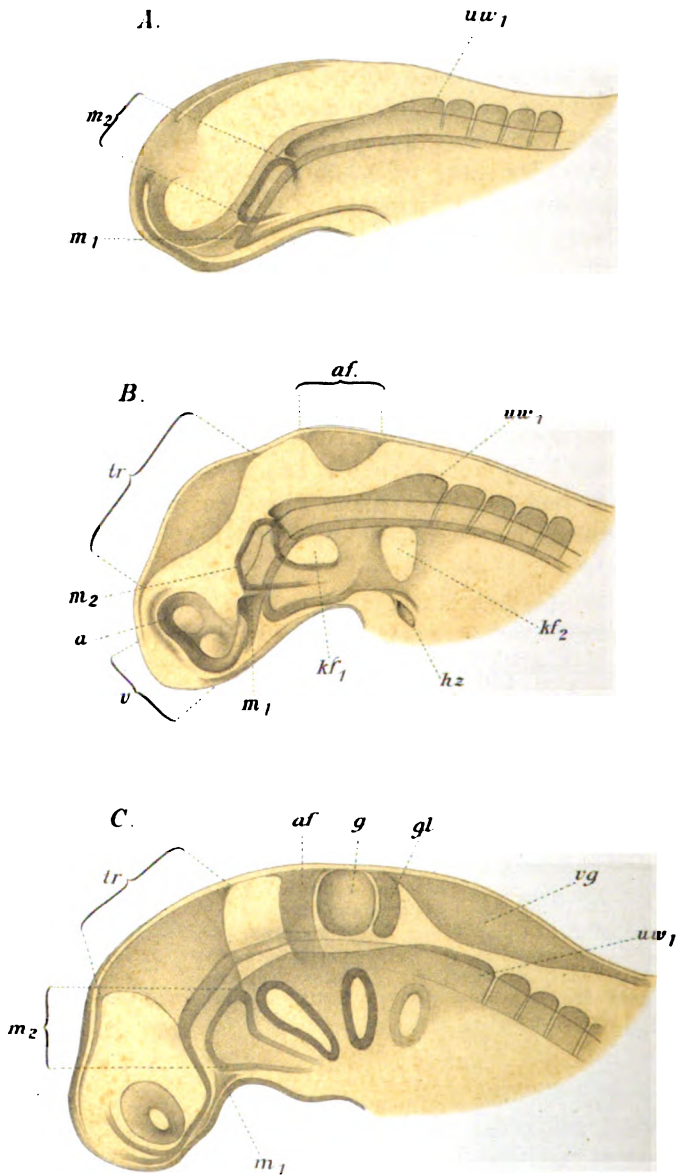 A.
uw₁
m₂
m₁
af.
B.
uw₁
tr
m₂
a
v
m₁
kf₁
hz
kf₂
C.
af
g
gl
tr
vg
uw₁
m₂
m₁